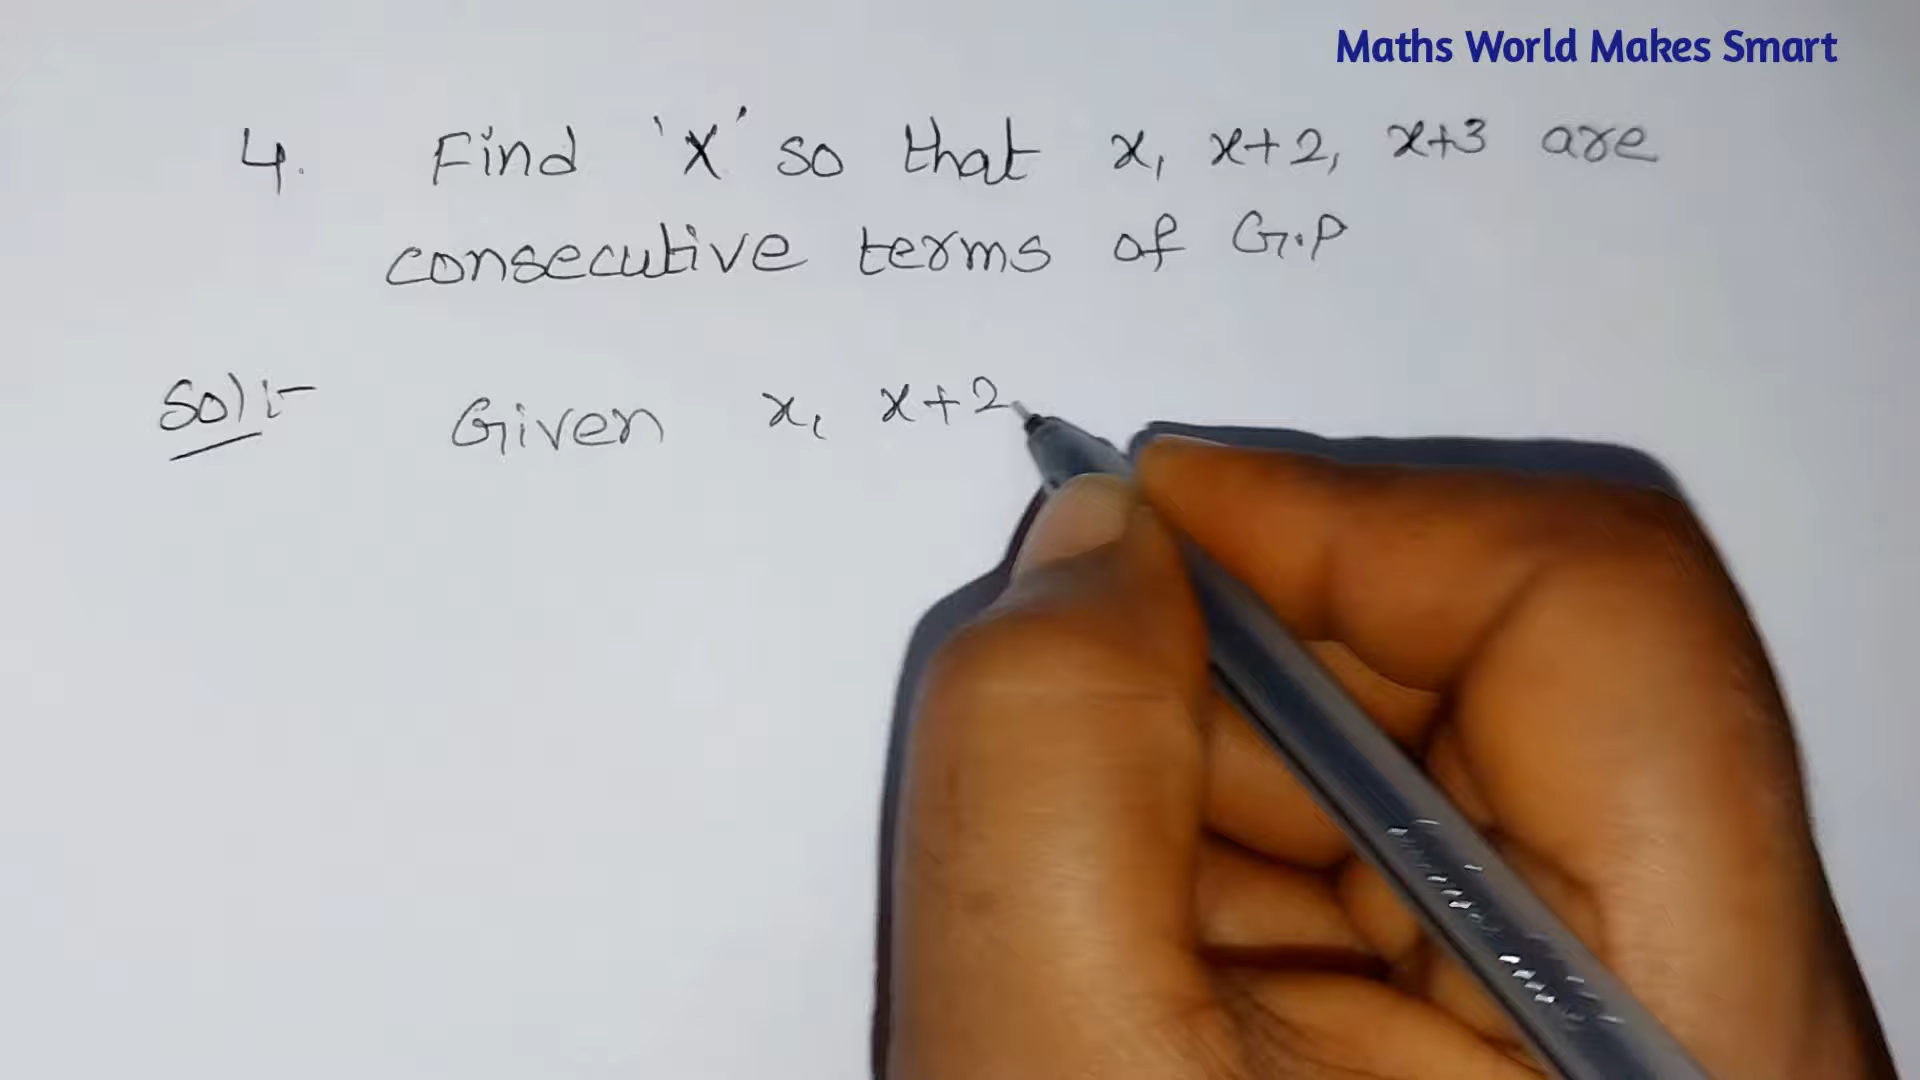 Maths World Makes Smart
4. Find 'x' so that x, x+2, x+3 are
consecutive terms of G.P
Sol:- Given x, x+2